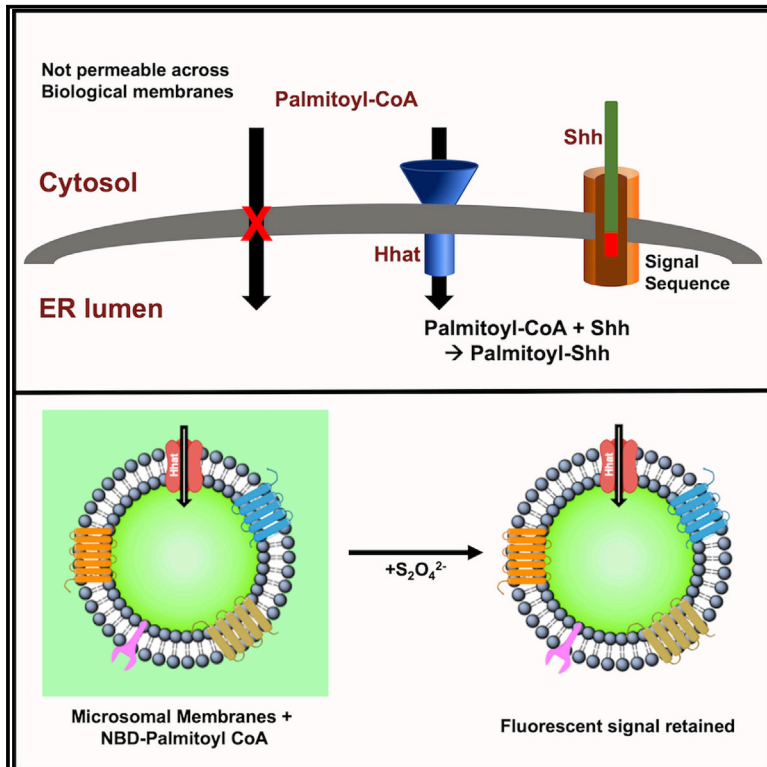 Not permeable across
Biological membranes
Palmitoyl-CoA
Shh
Cytosol
Hhat
Signal
Sequence
ER lumen
Palmitoyl-CoA + Shh
→ Palmitoyl-Shh
Hhat
Hhat
+S₂O₄²⁻
Microsomal Membranes +
NBD-Palmitoyl CoA
Fluorescent signal retained